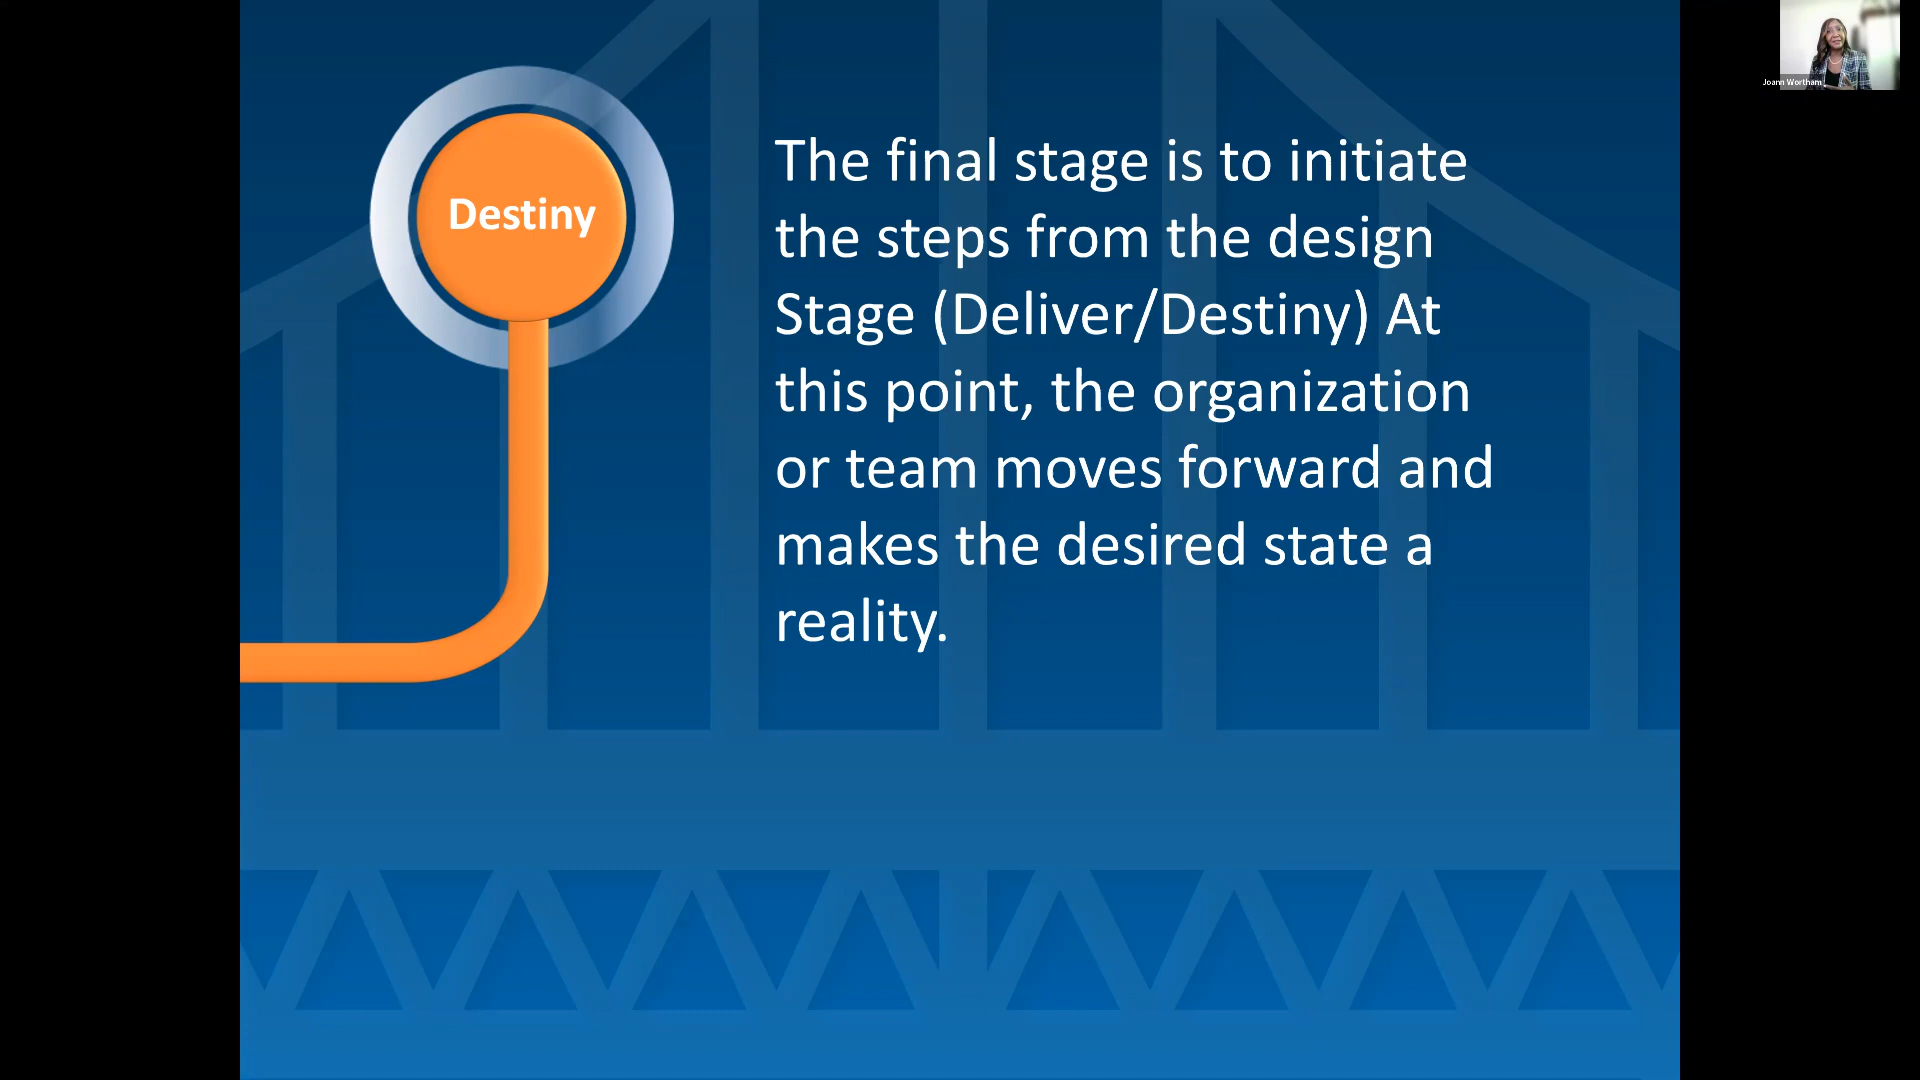 Destiny
The final stage is to initiate
the steps from the design
Stage (Deliver/Destiny) At
this point, the organization
or team moves forward and
makes the desired state a
reality.
Joann Wortham